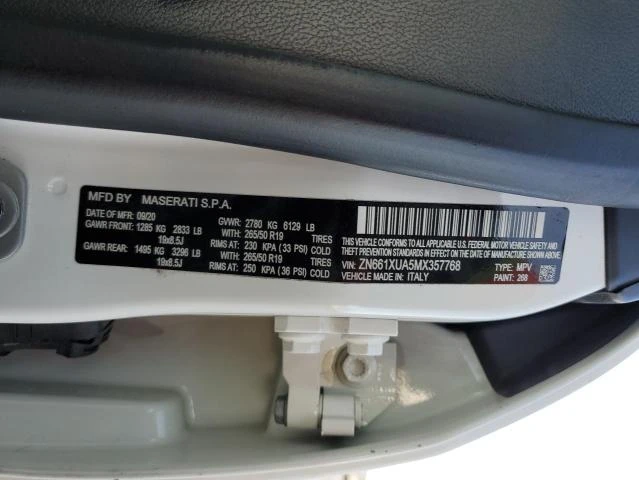 MFD BY MASERATI S.P.A.
DATE OF MFR: 09/20 GVWR: 2780 KG 6129 LB
GAWR FRONT: 1285 KG 2833 LB WITH: 265/50 R19 TIRES
19x8.5J RIMS AT: 230 KPA (33 PSI) COLD
GAWR REAR: 1495 KG 3296 LB WITH: 265/50 R19 TIRES
19x8.5J RIMS AT: 250 KPA (36 PSI) COLD
THIS VEHICLE CONFORMS TO ALL APPLICABLE U.S. FEDERAL MOTOR VEHICLE SAFETY,
BUMPER, AND THEFT PREVENTION STANDARDS IN
EFFECT ON THE DATE OF MANUFACTURE SHOWN ABOVE.
VIN: ZN661XUA5MX357768 TYPE: MPV
VEHICLE MADE IN: ITALY PAINT: 268